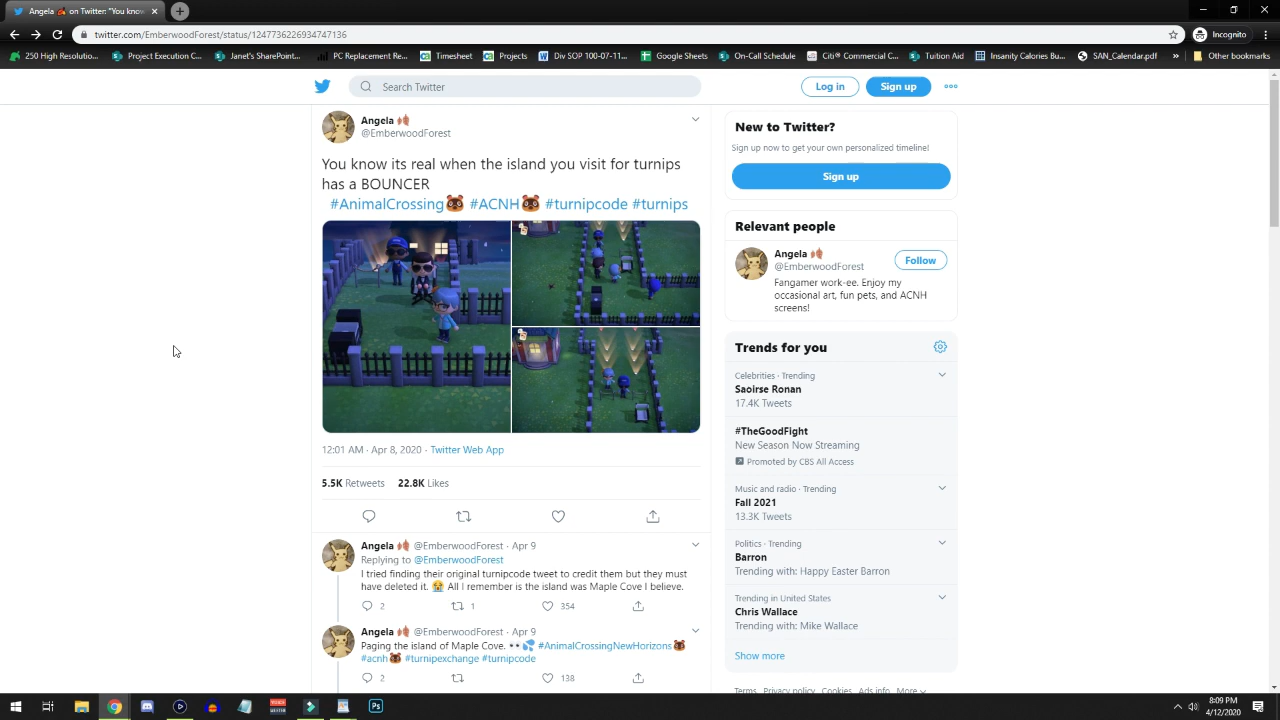 Angela "You know
twitter.com/EmberwoodForest/status/1247736226934747136
Incognito
250 High Resolutio...
Project Execution C...
Janet's SharePoint...
PC Replacement Re...
Timesheet
Projects
Div SOP 100-07-11...
Google Sheets
On-Call Schedule
Citi® Commercial C...
Tuition Aid
Insanity Calories Bu...
SAN_Calendar.pdf
»
Other bookmarks
Search Twitter
Log in
Sign up
Angela
@EmberwoodForest
You know its real when the island you visit for turnips
has a BOUNCER
#AnimalCrossing #ACNH #turnipcode #turnips
12:01 AM · Apr 8, 2020 · Twitter Web App
5.5K Retweets 22.8K Likes
Angela @EmberwoodForest · Apr 9
Replying to @EmberwoodForest
I tried finding their original turnipcode tweet to credit them but they must
have deleted it. 😭 All I remember is the island was Maple Cove I believe.
2 1 354
Angela @EmberwoodForest · Apr 9
Paging the island of Maple Cove. 👀💦 #AnimalCrossingNewHorizons
#acnh #turnipexchange #turnipcode
2 138
New to Twitter?
Sign up now to get your own personalized timeline!
Sign up
Relevant people
Angela
@EmberwoodForest
Follow
Fangamer work-ee. Enjoy my
occasional art, fun pets, and ACNH
screens!
Trends for you
Celebrities · Trending
Saoirse Ronan
17.4K Tweets
#TheGoodFight
New Season Now Streaming
Promoted by CBS All Access
Music and radio · Trending
Fall 2021
13.3K Tweets
Politics · Trending
Barron
Trending with: Happy Easter Barron
Trending in United States
Chris Wallace
Trending with: Mike Wallace
Show more
Terms Privacy policy Cookies Ads info More
8:09 PM
4/12/2020